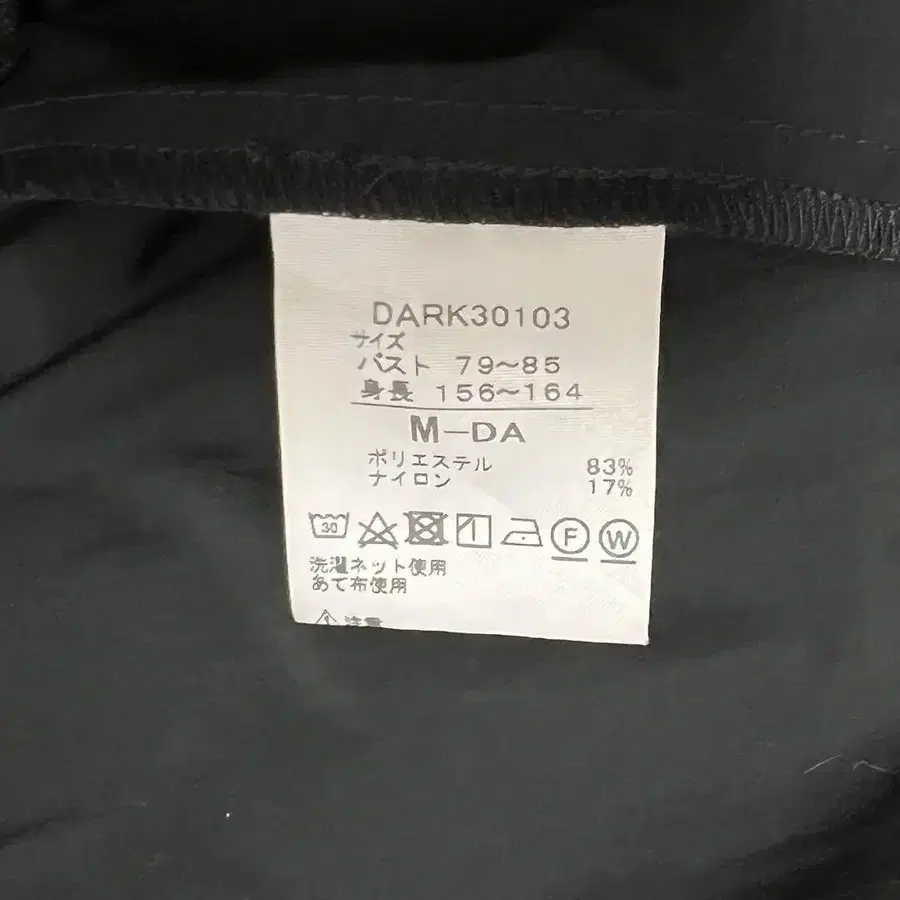 DARK30103
サイズ
バスト 79～85
身長 156～164
M－DA
ポリエステル 83%
ナイロン 17%
30 F W
洗濯ネット使用
あて布使用
注意